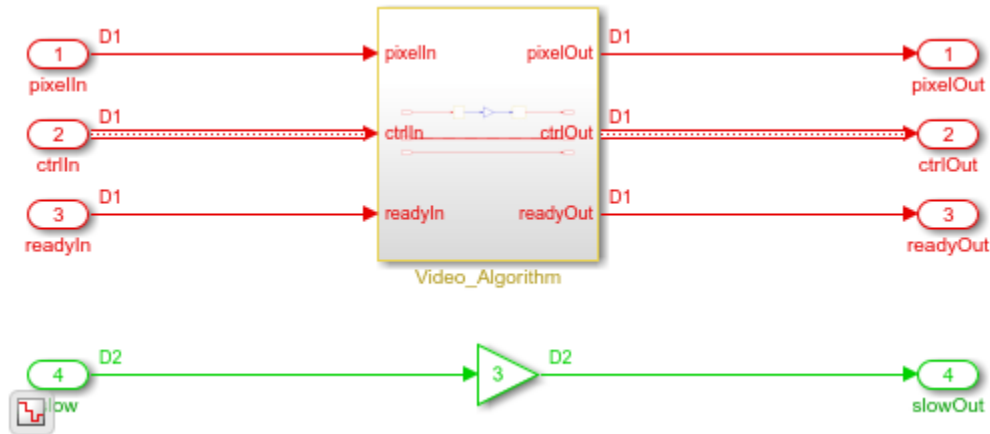 D1 D1
1 pixelIn pixelOut 1
pixelIn pixelOut
D1 D1
2 ctrlIn ctrlOut 2
ctrlIn ctrlOut
D1 D1
3 readyIn readyOut 3
readyIn readyOut
Video_Algorithm
D2 D2
4 3 4
slowOut